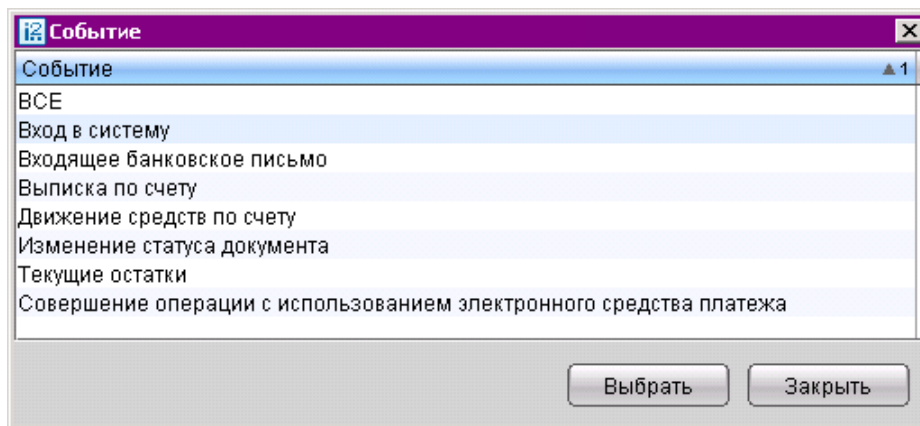 i2 Событие
Событие 1
ВСЕ
Вход в систему
Входящее банковское письмо
Выписка по счету
Движение средств по счету
Изменение статуса документа
Текущие остатки
Совершение операции с использованием электронного средства платежа
Выбрать Закрыть